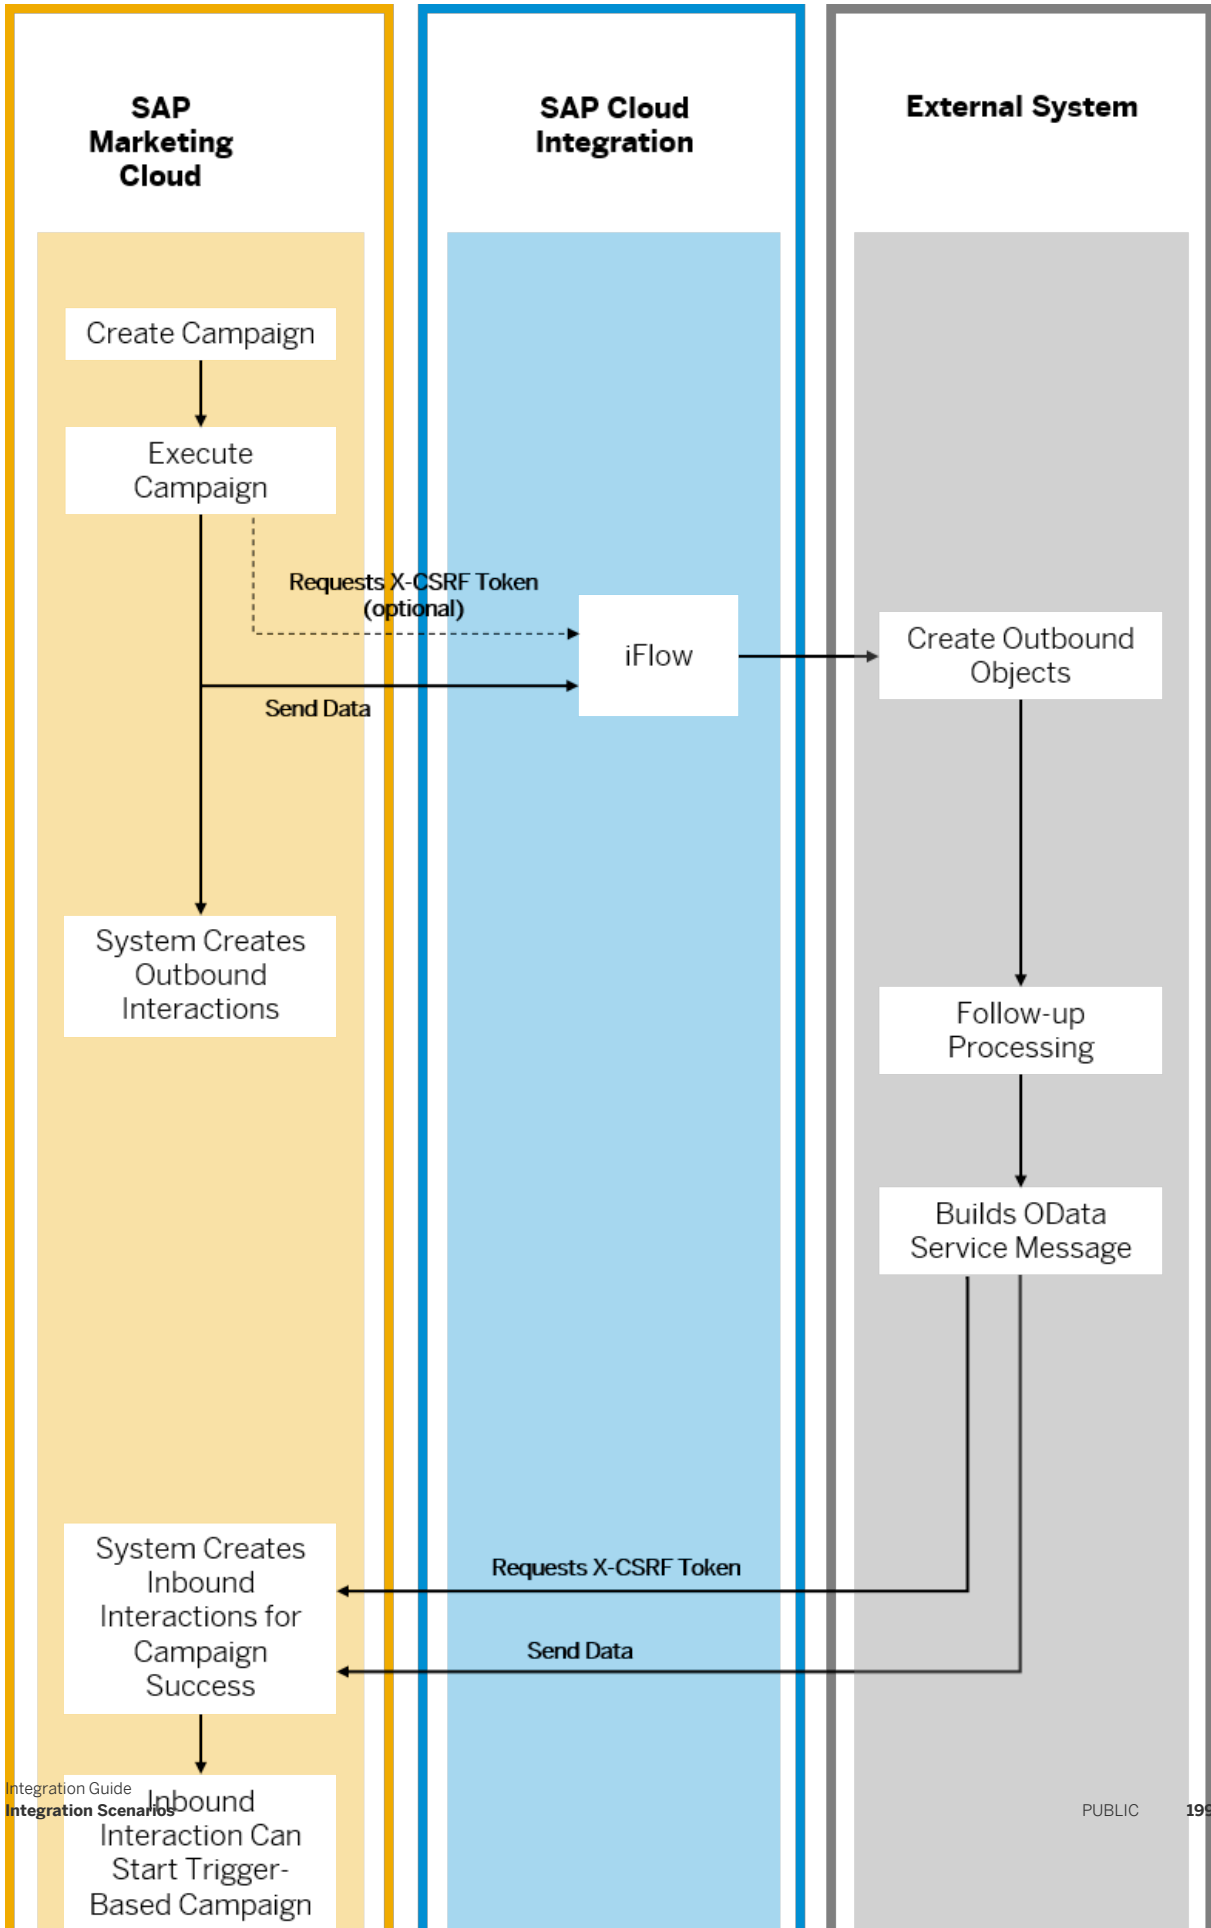 SAP
Marketing
Cloud
SAP Cloud
Integration
External System
Create Campaign
Execute
Campaign
Requests X-CSRF Token
(optional)
Send Data
iFlow
Create Outbound
Objects
System Creates
Outbound
Interactions
Follow-up
Processing
Builds OData
Service Message
System Creates
Inbound
Interactions for
Campaign
Success
Requests X-CSRF Token
Send Data
Inbound
Interaction Can
Start Trigger-
Based Campaign
Integration Guide
Integration Scenarios
PUBLIC 199